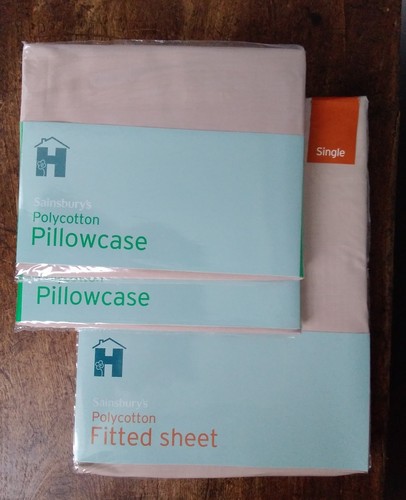 Single
Sainsbury's
Polycotton
Pillowcase
Pillowcase
H
Sainsbury's
Polycotton
Fitted sheet